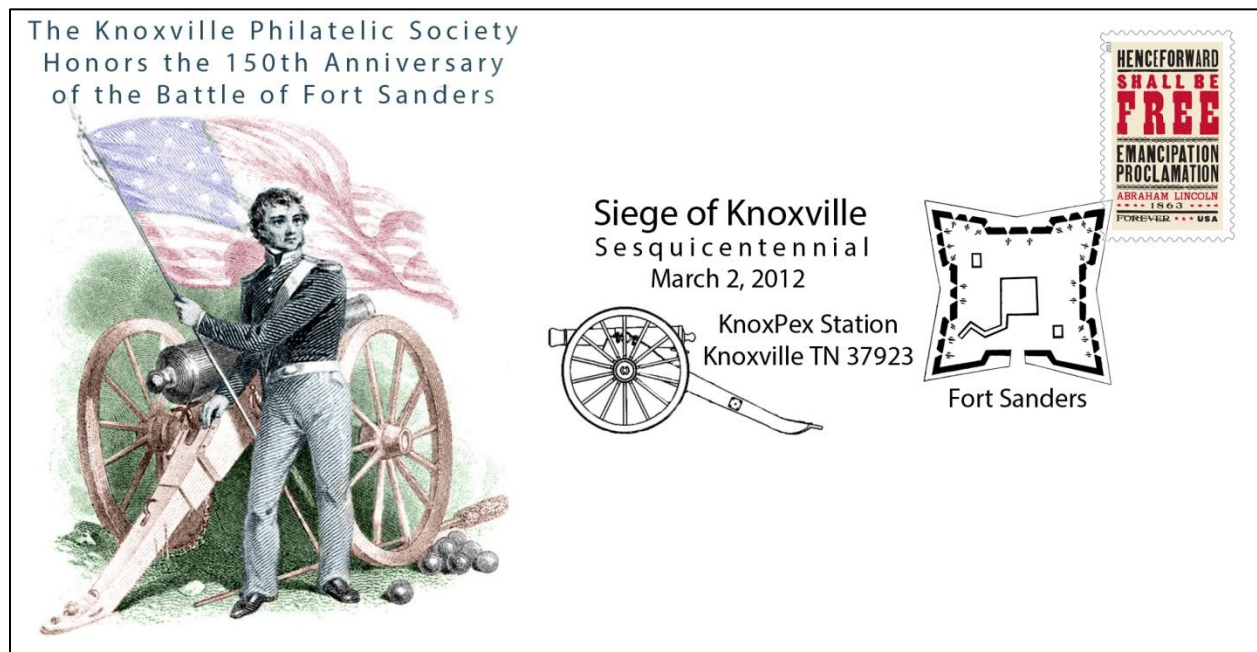 The Knoxville Philatelic Society
Honors the 150th Anniversary
of the Battle of Fort Sanders
Siege of Knoxville
Sesquicentennial
March 2, 2012
KnoxPex Station
Knoxville TN 37923
Fort Sanders
2013
HENCEFORWARD
SHALL BE
FREE
EMANCIPATION
PROCLAMATION
ABRAHAM LINCOLN
1863
FOREVER USA